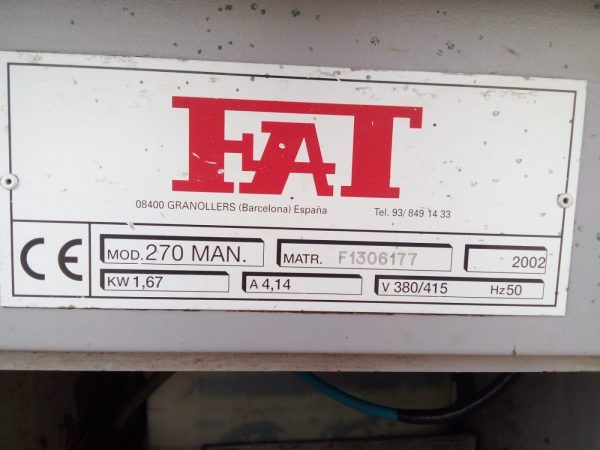 FAT
08400 GRANOLLERS (Barcelona) España Tel. 93/ 849 14 33
CE MOD. 270 MAN. MATR. F1306177 2002
KW 1,67 A 4,14 V 380/415 Hz 50